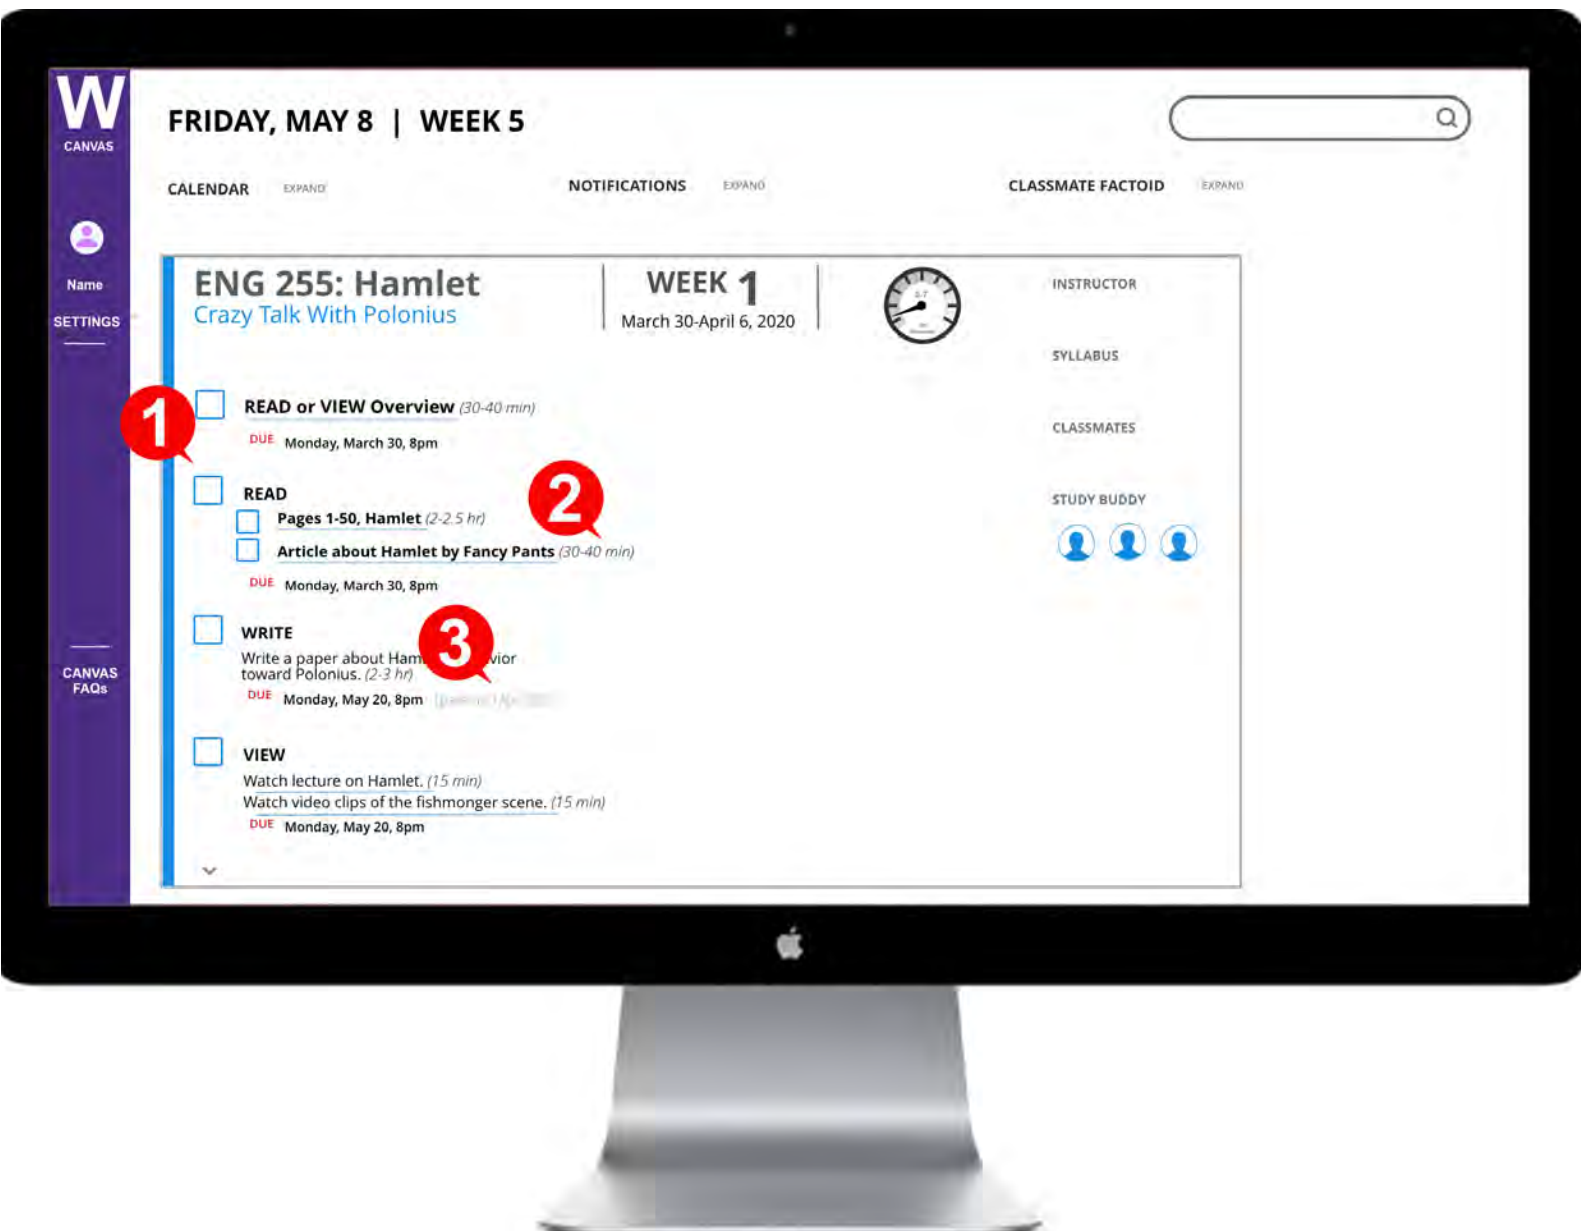 W
CANVAS
Name
SETTINGS
CANVAS
FAQs
FRIDAY, MAY 8 | WEEK 5
CALENDAR EXPAND
NOTIFICATIONS EXPAND
CLASSMATE FACTOID EXPAND
ENG 255: Hamlet
Crazy Talk With Polonius
WEEK 1
March 30-April 6, 2020
INSTRUCTOR
SYLLABUS
CLASSMATES
STUDY BUDDY
1
READ or VIEW Overview (30-40 min)
DUE Monday, March 30, 8pm
READ
2
Pages 1-50, Hamlet (2-2.5 hr)
Article about Hamlet by Fancy Pants (30-40 min)
DUE Monday, March 30, 8pm
WRITE
3
Write a paper about
toward Polonius. (2-3 hr)
DUE Monday, May 20, 8pm
VIEW
Watch lecture on Hamlet. (15 min)
Watch video clips of the fishmonger scene. (15 min)
DUE Monday, May 20, 8pm